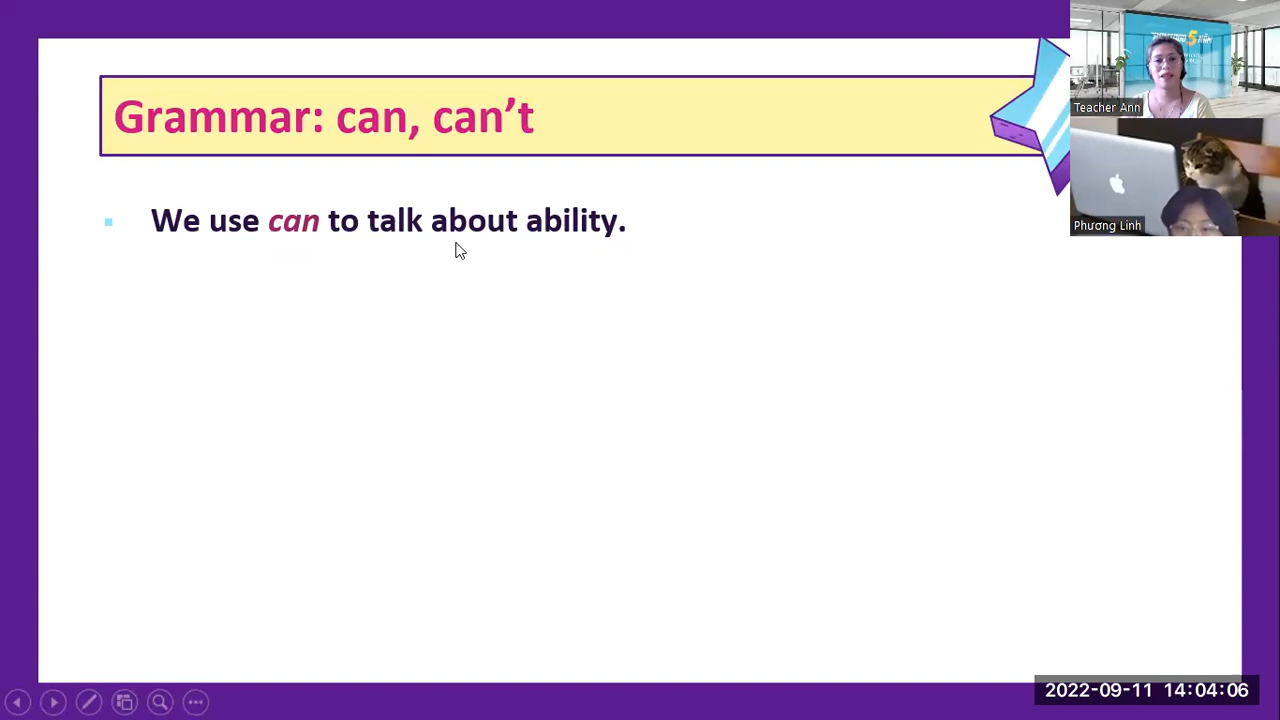 Grammar: can, can’t
We use can to talk about ability.
Teacher Ann
Phương Linh
2022-09-11 14:04:06